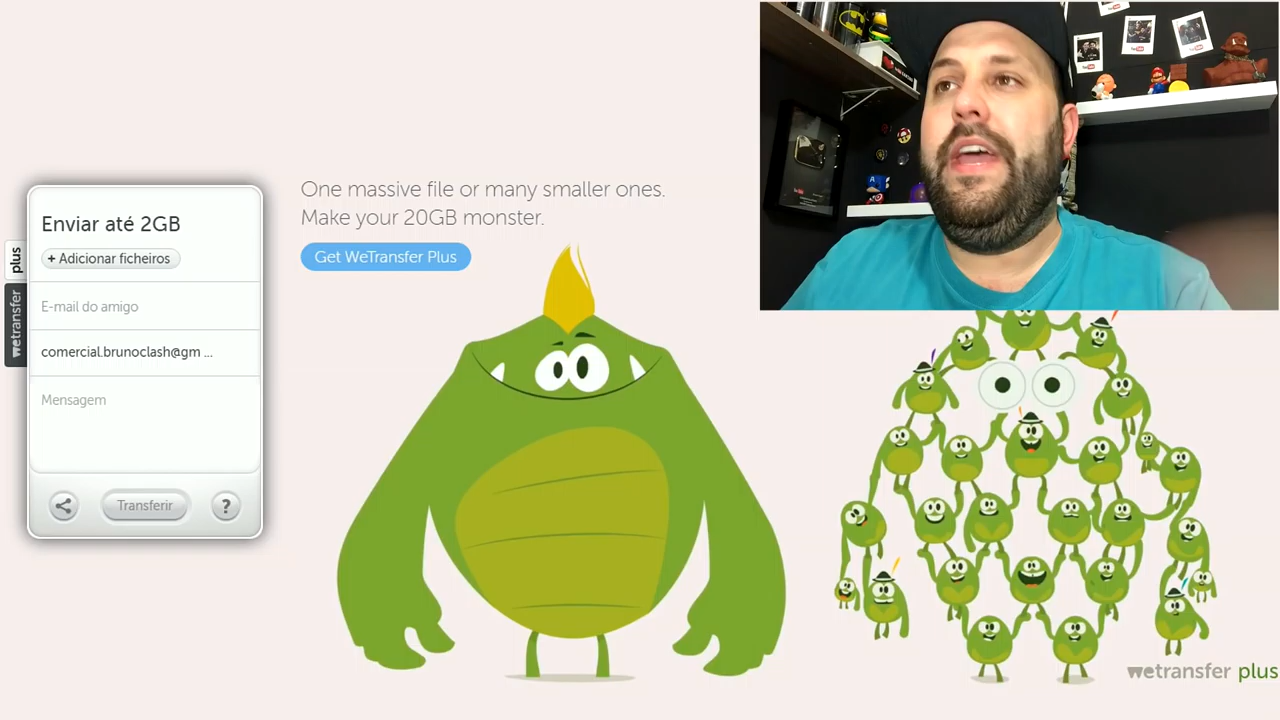 One massive file or many smaller ones.
Make your 20GB monster.
Get WeTransfer Plus
Enviar até 2GB
+ Adicionar ficheiros
E-mail do amigo
comercial.brunoclash@gm ...
Mensagem
Transferir
?
plus
wetransfer
wetransfer plus